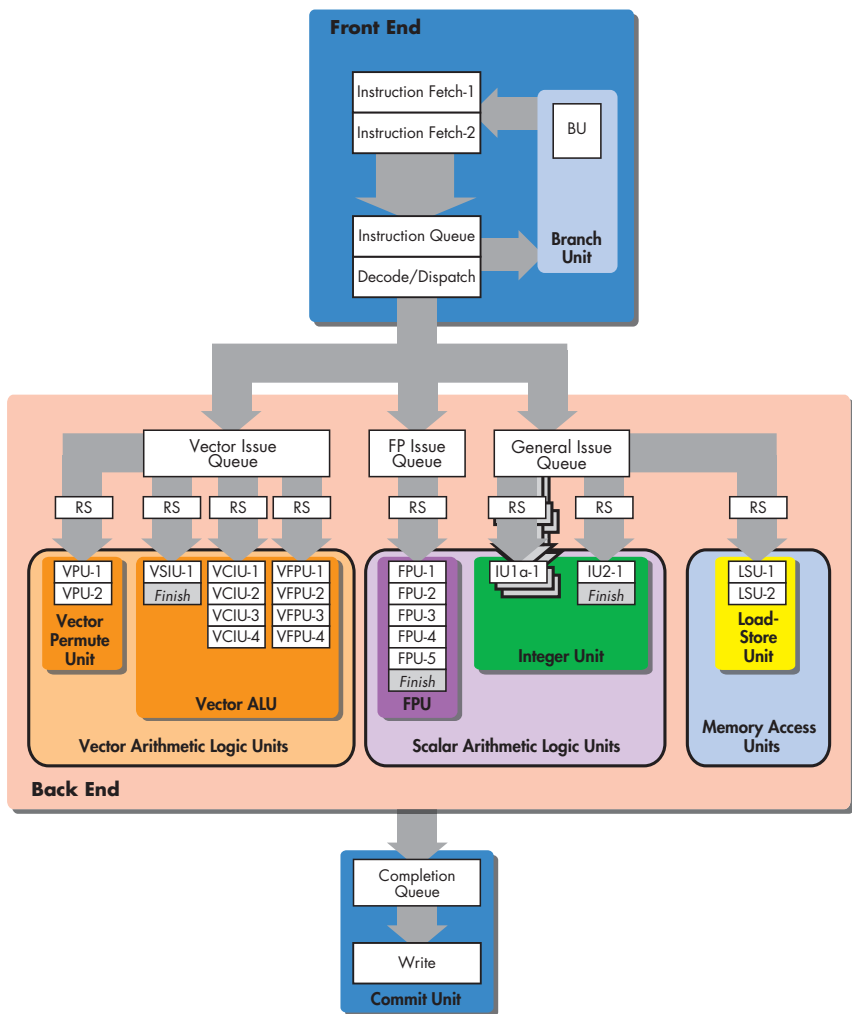 Front End
Instruction Fetch-1
Instruction Fetch-2
BU
Instruction Queue
Decode/Dispatch
Branch
Unit
Vector Issue
Queue
FP Issue
Queue
General Issue
Queue
RS
RS
RS
RS
RS
RS
RS
RS
VPU-1
VPU-2
Vector
Permute
Unit
VSIU-1
Finish
VCIU-1
VCIU-2
VCIU-3
VCIU-4
VFPU-1
VFPU-2
VFPU-3
VFPU-4
Vector ALU
Vector Arithmetic Logic Units
FPU-1
FPU-2
FPU-3
FPU-4
FPU-5
Finish
FPU
IU1a-1
IU2-1
Finish
Integer Unit
Scalar Arithmetic Logic Units
LSU-1
LSU-2
Load-
Store
Unit
Memory Access
Units
Back End
Completion
Queue
Write
Commit Unit